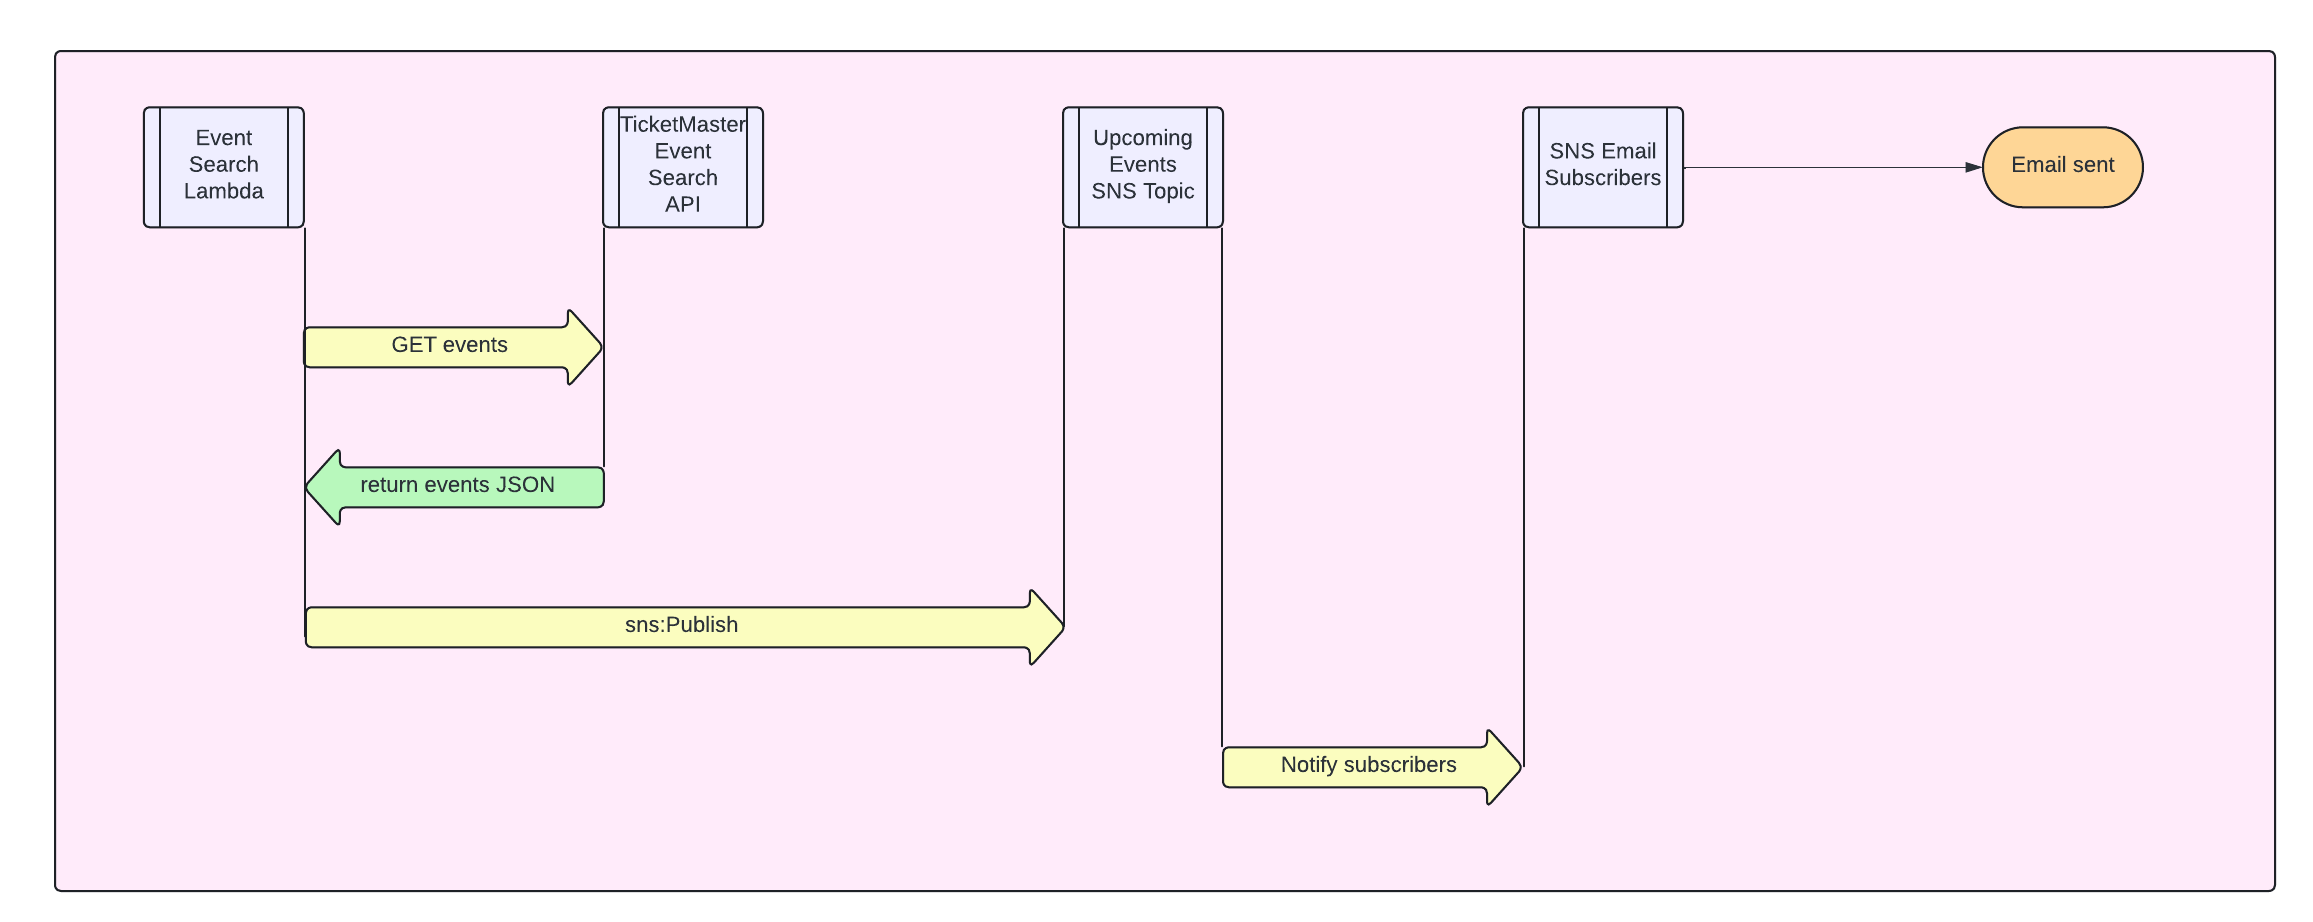 Event
Search
Lambda
TicketMaster
Event
Search
API
Upcoming
Events
SNS Topic
SNS Email
Subscribers
Email sent
GET events
return events JSON
sns:Publish
Notify subscribers